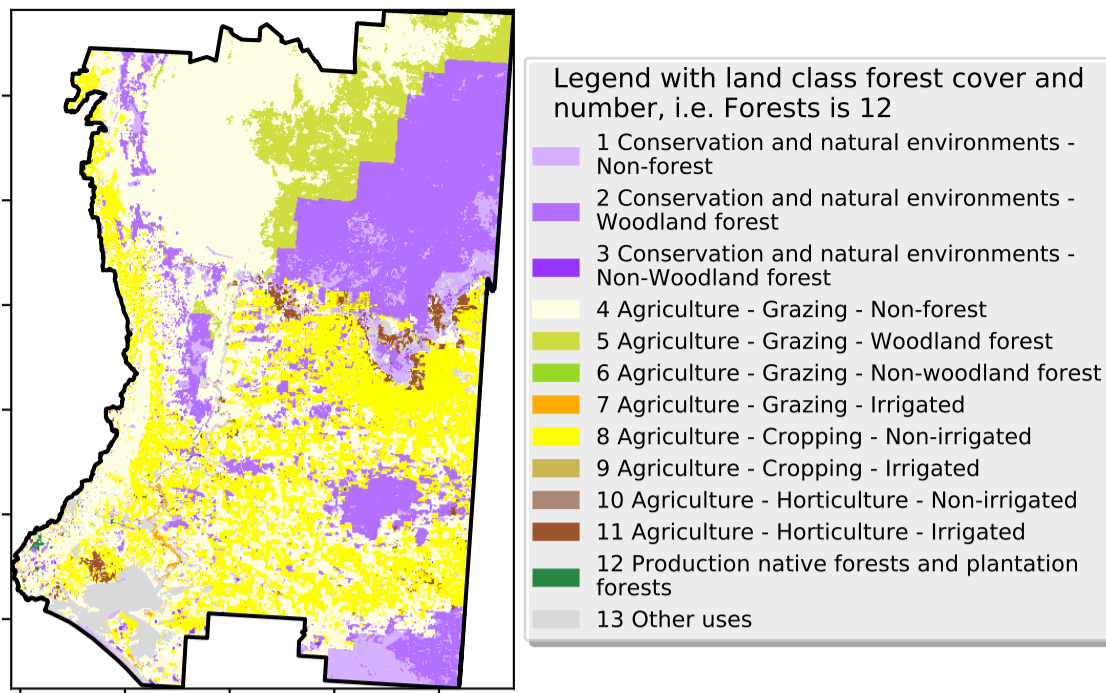 Legend with land class forest cover and
number, i.e. Forests is 12
1 Conservation and natural environments -
Non-forest
2 Conservation and natural environments -
Woodland forest
3 Conservation and natural environments -
Non-Woodland forest
4 Agriculture - Grazing - Non-forest
5 Agriculture - Grazing - Woodland forest
6 Agriculture - Grazing - Non-woodland forest
7 Agriculture - Grazing - Irrigated
8 Agriculture - Cropping - Non-irrigated
9 Agriculture - Cropping - Irrigated
10 Agriculture - Horticulture - Non-irrigated
11 Agriculture - Horticulture - Irrigated
12 Production native forests and plantation
forests
13 Other uses